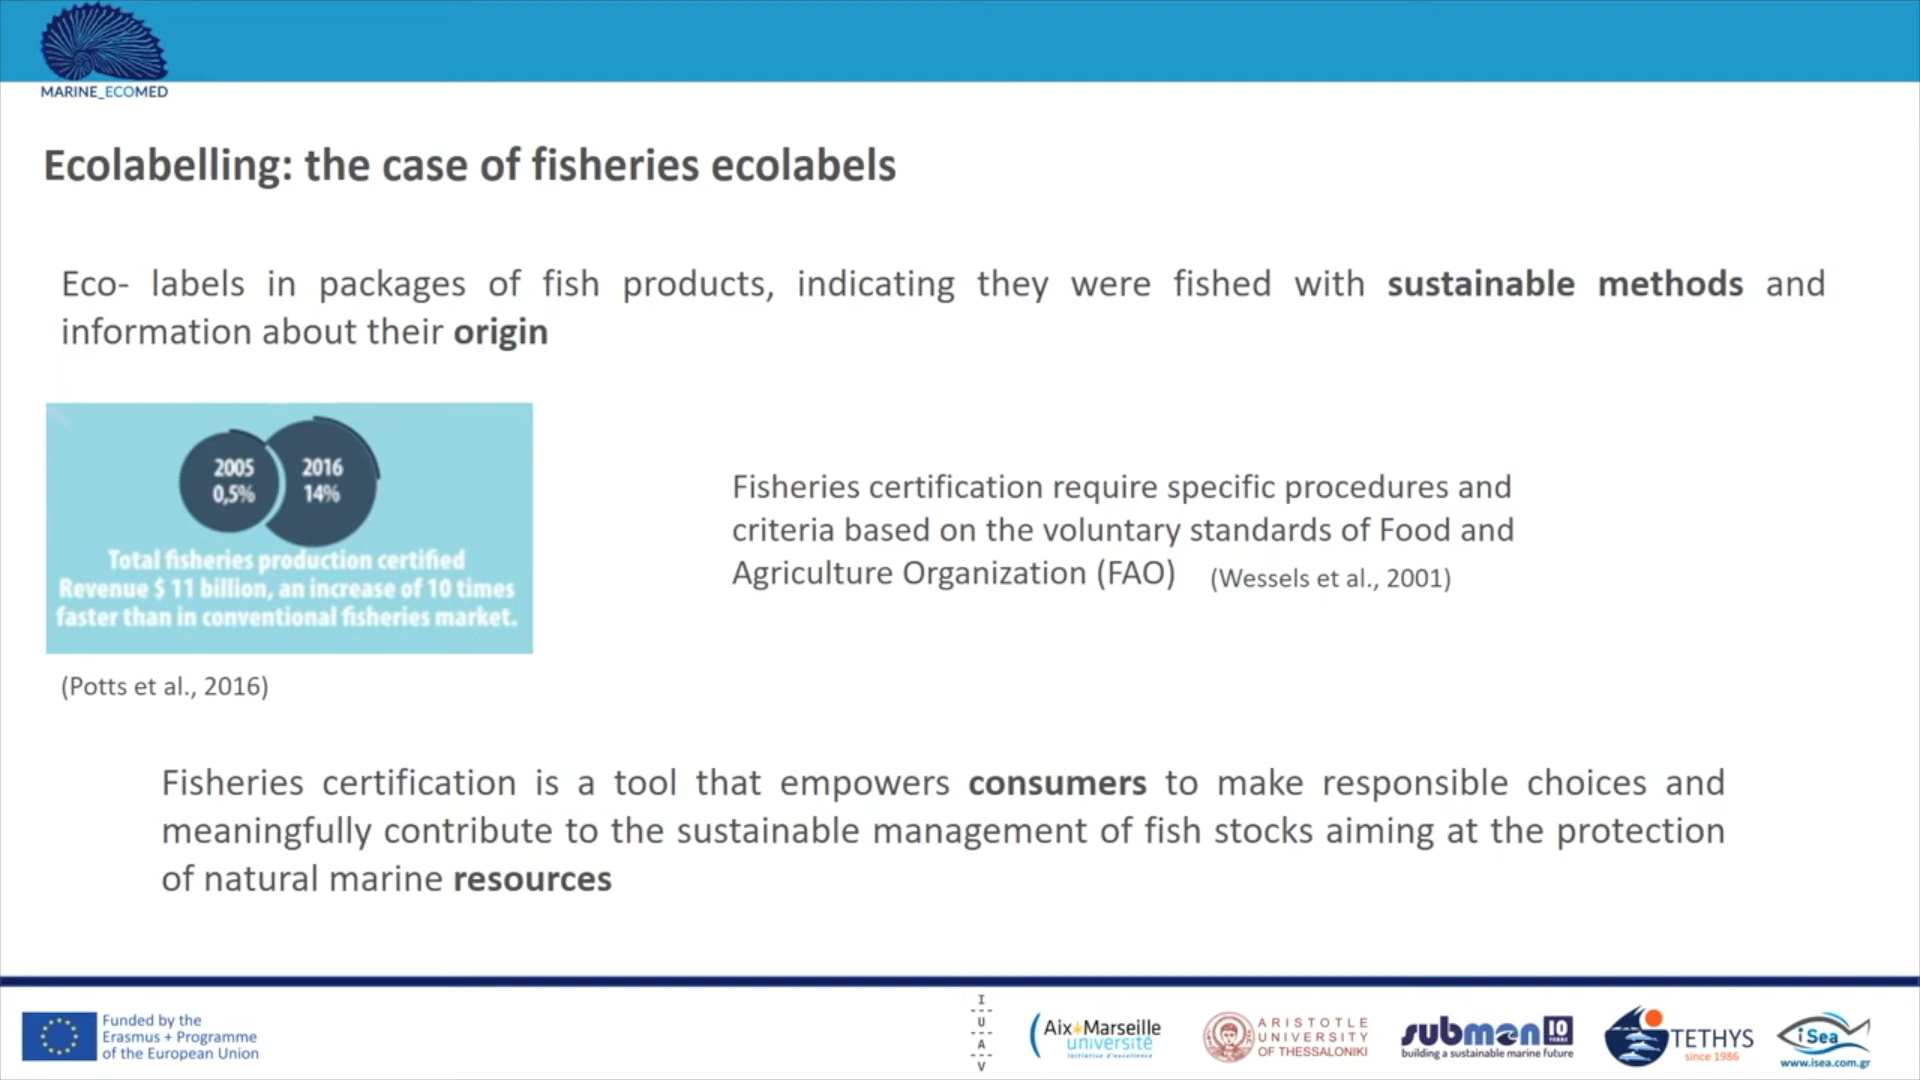 MARINE_ECOMED
Ecolabelling: the case of fisheries ecolabels
Eco- labels in packages of fish products, indicating they were fished with sustainable methods and
information about their origin
2005
0,5%
2016
14%
Total fisheries production certified
Revenue $ 11 billion, an increase of 10 times
faster than in conventional fisheries market.
(Potts et al., 2016)
Fisheries certification require specific procedures and
criteria based on the voluntary standards of Food and
Agriculture Organization (FAO) (Wessels et al., 2001)
Fisheries certification is a tool that empowers consumers to make responsible choices and
meaningfully contribute to the sustainable management of fish stocks aiming at the protection
of natural marine resources
Funded by the
Erasmus + Programme
of the European Union
I
U
A
V
Aix*Marseille
université
Initiative d'excellence
ARISTOTLE
UNIVERSITY
OF THESSALONIKI
submon 10
YEARS
building a sustainable marine future
TETHYS
since 1986
iSea
www.isea.com.gr